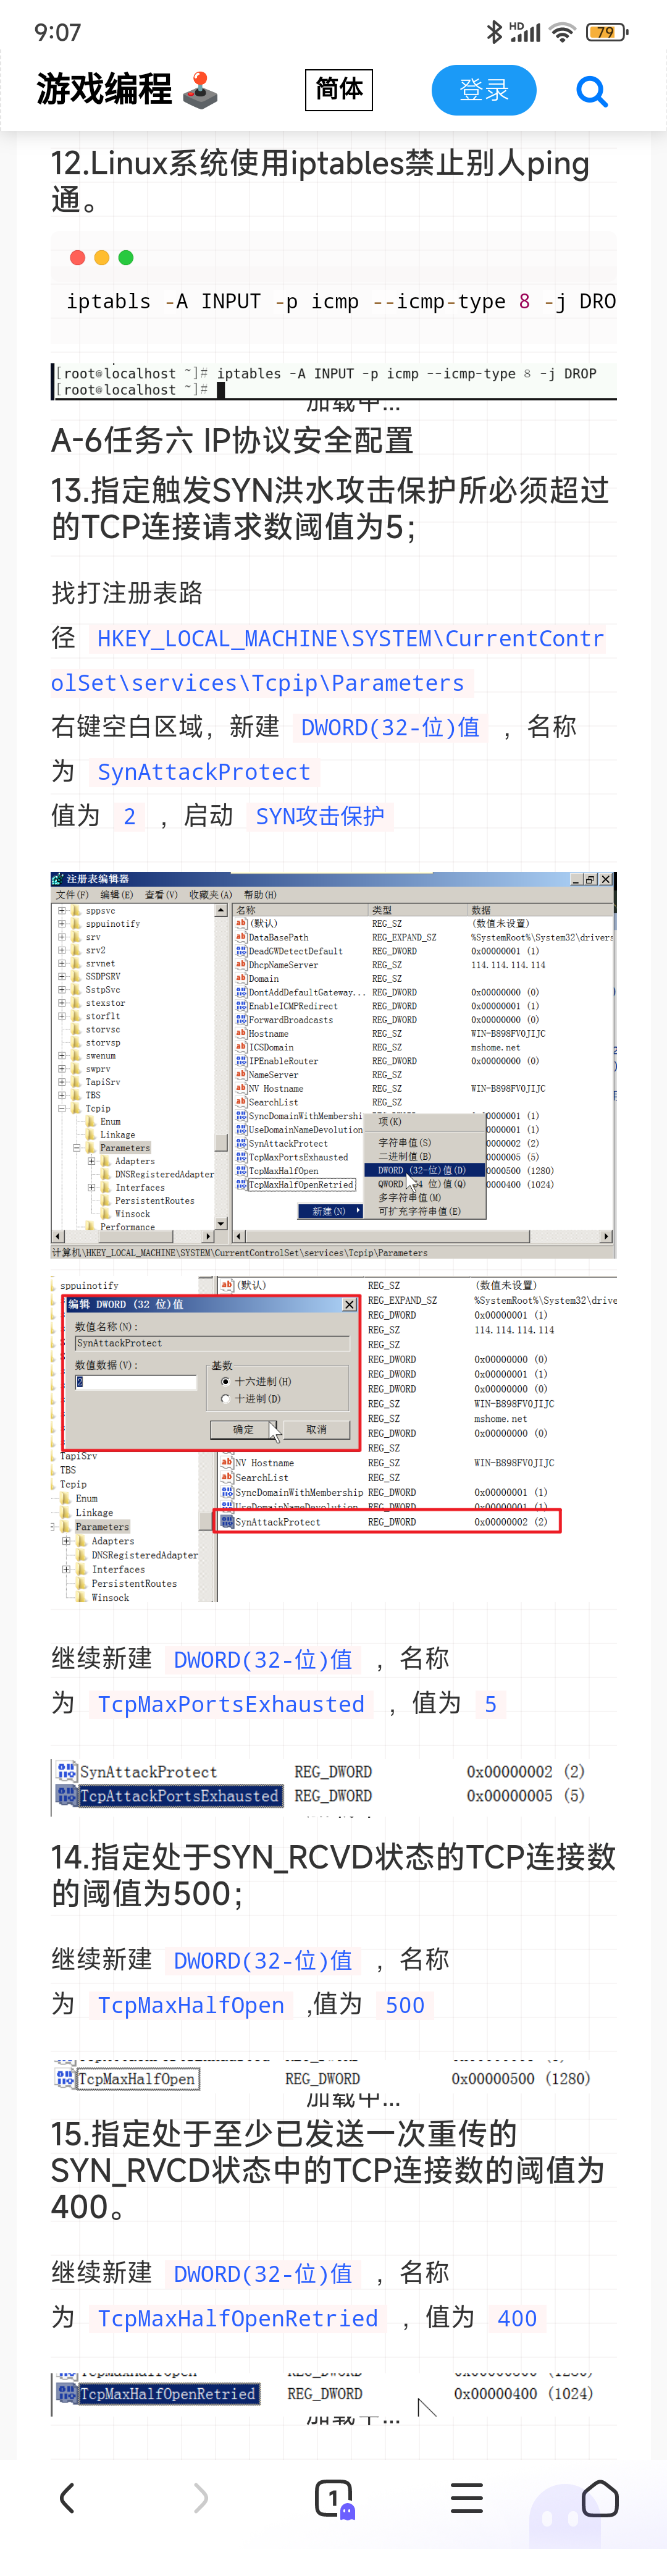 9:07
HD
79
游戏编程
简体
登录
12.Linux系统使用iptables禁止别人ping
通。
iptabls -A INPUT -p icmp --icmp-type 8 -j DRO
[root@localhost ~]# iptables -A INPUT -p icmp --icmp-type 8 -j DROP
[root@localhost ~]#
加载中...
A-6任务六 IP协议安全配置
13.指定触发SYN洪水攻击保护所必须超过
的TCP连接请求数阈值为5；
找打注册表路
径 HKEY_LOCAL_MACHINE\SYSTEM\CurrentContr
olSet\services\Tcpip\Parameters
右键空白区域，新建 DWORD(32-位)值 ，名称
为 SynAttackProtect
值为 2 ，启动 SYN攻击保护
注册表编辑器
文件(F) 编辑(E) 查看(V) 收藏夹(A) 帮助(H)
名称 类型 数据
sppsvc
sppuinotify
srv
srv2
srvnet
SSDPSRV
SstpSvc
stexstor
storflt
storvsc
storvsp
swenum
swprv
TapiSrv
TBS
Tcpip
Enum
Linkage
Parameters
Adapters
DNSRegisteredAdapter
Interfaces
PersistentRoutes
Winsock
Performance
(默认) REG_SZ (数值未设置)
DataBasePath REG_EXPAND_SZ %SystemRoot%\System32\drivers
DeadGWDetectDefault REG_DWORD 0x00000001 (1)
DhcpNameServer REG_SZ 114.114.114.114
Domain REG_SZ
DontAddDefaultGateway... REG_DWORD 0x00000000 (0)
EnableICMPRedirect REG_DWORD 0x00000001 (1)
ForwardBroadcasts REG_DWORD 0x00000000 (0)
Hostname REG_SZ WIN-B898FV0JIJC
ICSDomain REG_SZ mshome.net
IPEnableRouter REG_DWORD 0x00000000 (0)
NameServer REG_SZ
NV Hostname REG_SZ WIN-B898FV0JIJC
SearchList REG_SZ
SyncDomainWithMembershi 0000001 (1)
UseDomainNameDevolution 0000001 (1)
SynAttackProtect 0000002 (2)
TcpMaxPortsExhausted 0000005 (5)
TcpMaxHalfOpen 0000500 (1280)
TcpMaxHalfOpenRetried 0000400 (1024)
项(K)
字符串值(S)
二进制值(B)
DWORD (32-位)值(D)
QWORD 位)值(Q)
多字符串值(M)
可扩充字符串值(E)
新建(N)
计算机\HKEY_LOCAL_MACHINE\SYSTEM\CurrentControlSet\services\Tcpip\Parameters
sppuinotify
(默认) REG_SZ (数值未设置)
REG_EXPAND_SZ %SystemRoot%\System32\drive
REG_DWORD 0x00000001 (1)
REG_SZ 114.114.114.114
REG_SZ
REG_DWORD 0x00000000 (0)
REG_DWORD 0x00000001 (1)
REG_DWORD 0x00000000 (0)
REG_SZ WIN-B898FV0JIJC
REG_SZ mshome.net
REG_DWORD 0x00000000 (0)
REG_SZ
NV Hostname REG_SZ WIN-B898FV0JIJC
SearchList REG_SZ
SyncDomainWithMembership REG_DWORD 0x00000001 (1)
UseDomainNameDevolution REG_DWORD 0x00000001 (1)
SynAttackProtect REG_DWORD 0x00000002 (2)
编辑 DWORD (32 位)值
数值名称(N):
SynAttackProtect
数值数据(V):
2
基数
十六进制(H)
十进制(D)
确定 取消
TapiSrv
TBS
Tcpip
Enum
Linkage
Parameters
Adapters
DNSRegisteredAdapter
Interfaces
PersistentRoutes
Winsock
继续新建 DWORD(32-位)值 ，名称
为 TcpMaxPortsExhausted ，值为 5
SynAttackProtect REG_DWORD 0x00000002 (2)
TcpAttackPortsExhausted REG_DWORD 0x00000005 (5)
14.指定处于SYN_RCVD状态的TCP连接数
的阈值为500；
继续新建 DWORD(32-位)值 ，名称
为 TcpMaxHalfOpen ,值为 500
TcpMaxHalfOpen REG_DWORD 0x00000500 (1280)
加载中...
15.指定处于至少已发送一次重传的
SYN_RVCD状态中的TCP连接数的阈值为
400。
继续新建 DWORD(32-位)值 ，名称
为 TcpMaxHalfOpenRetried ，值为 400
TcpMaxHalfOpenRetried REG_DWORD 0x00000400 (1024)
加载中...
1